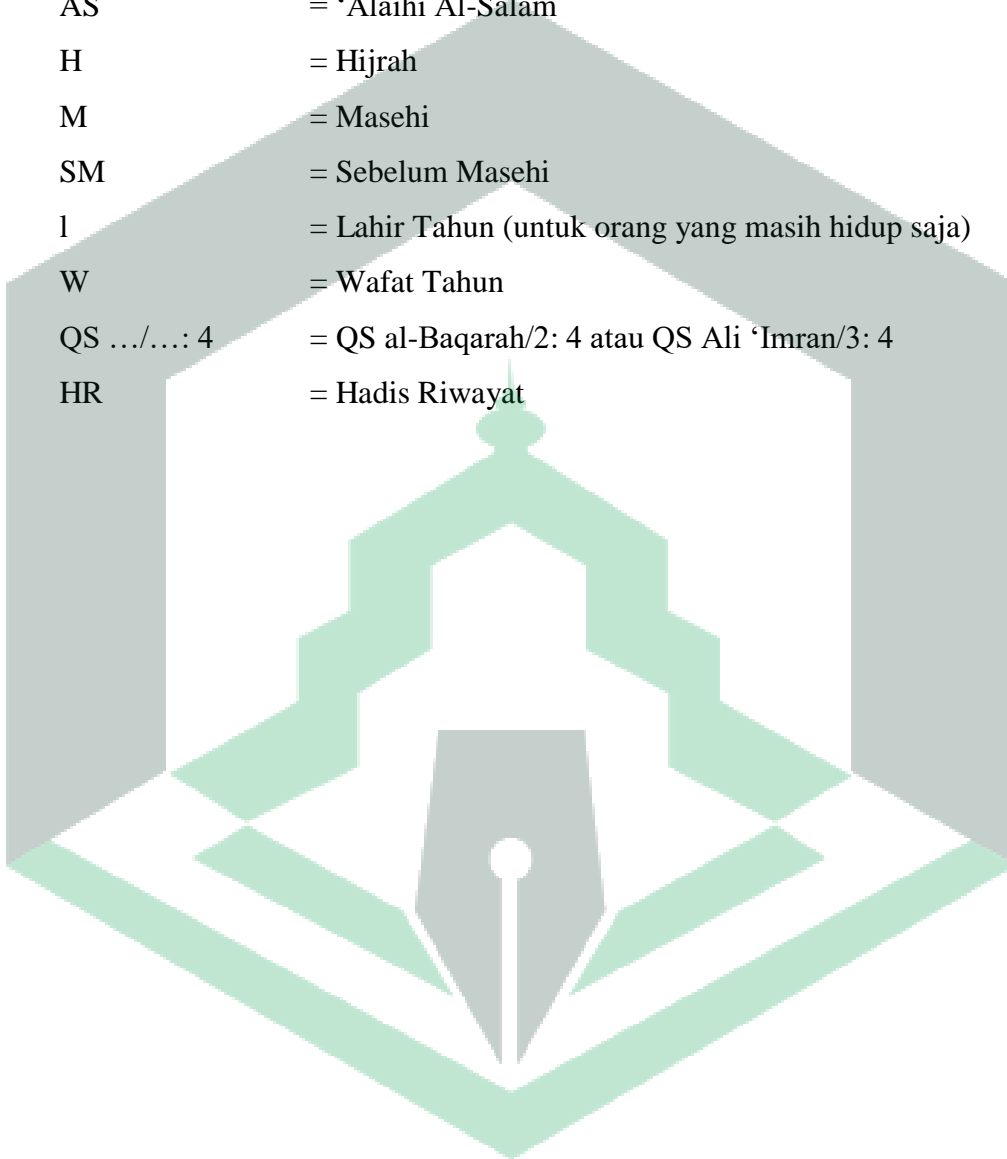 AS = ‘Alaihi Al-Salam
H = Hijrah
M = Masehi
SM = Sebelum Masehi
l = Lahir Tahun (untuk orang yang masih hidup saja)
W = Wafat Tahun
QS …/…: 4 = QS al-Baqarah/2: 4 atau QS Ali ‘Imran/3: 4
HR = Hadis Riwayat